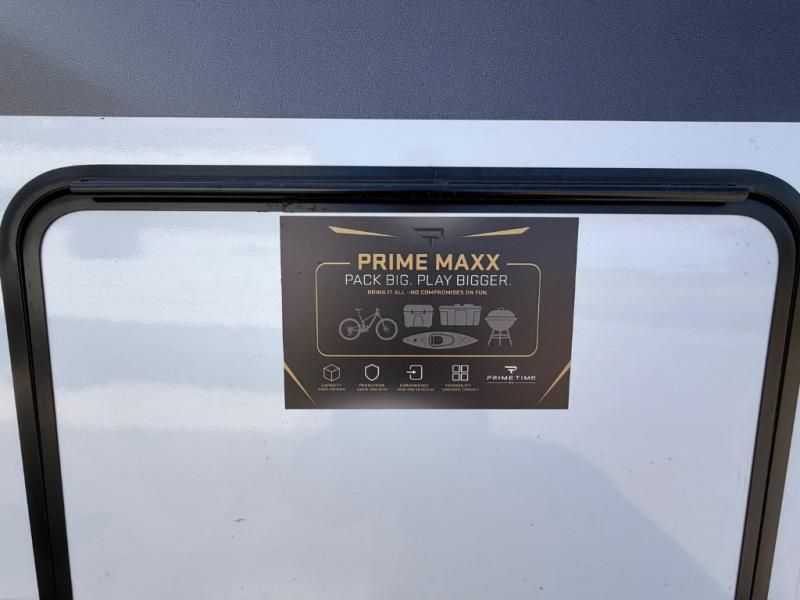 PRIME MAXX
PACK BIG. PLAY BIGGER.
BRING IT ALL – NO COMPROMISES ON FUN.
CAPACITY
PROTECTION
CONVENIENCE
VERSATILITY
PRIME TIME
RV